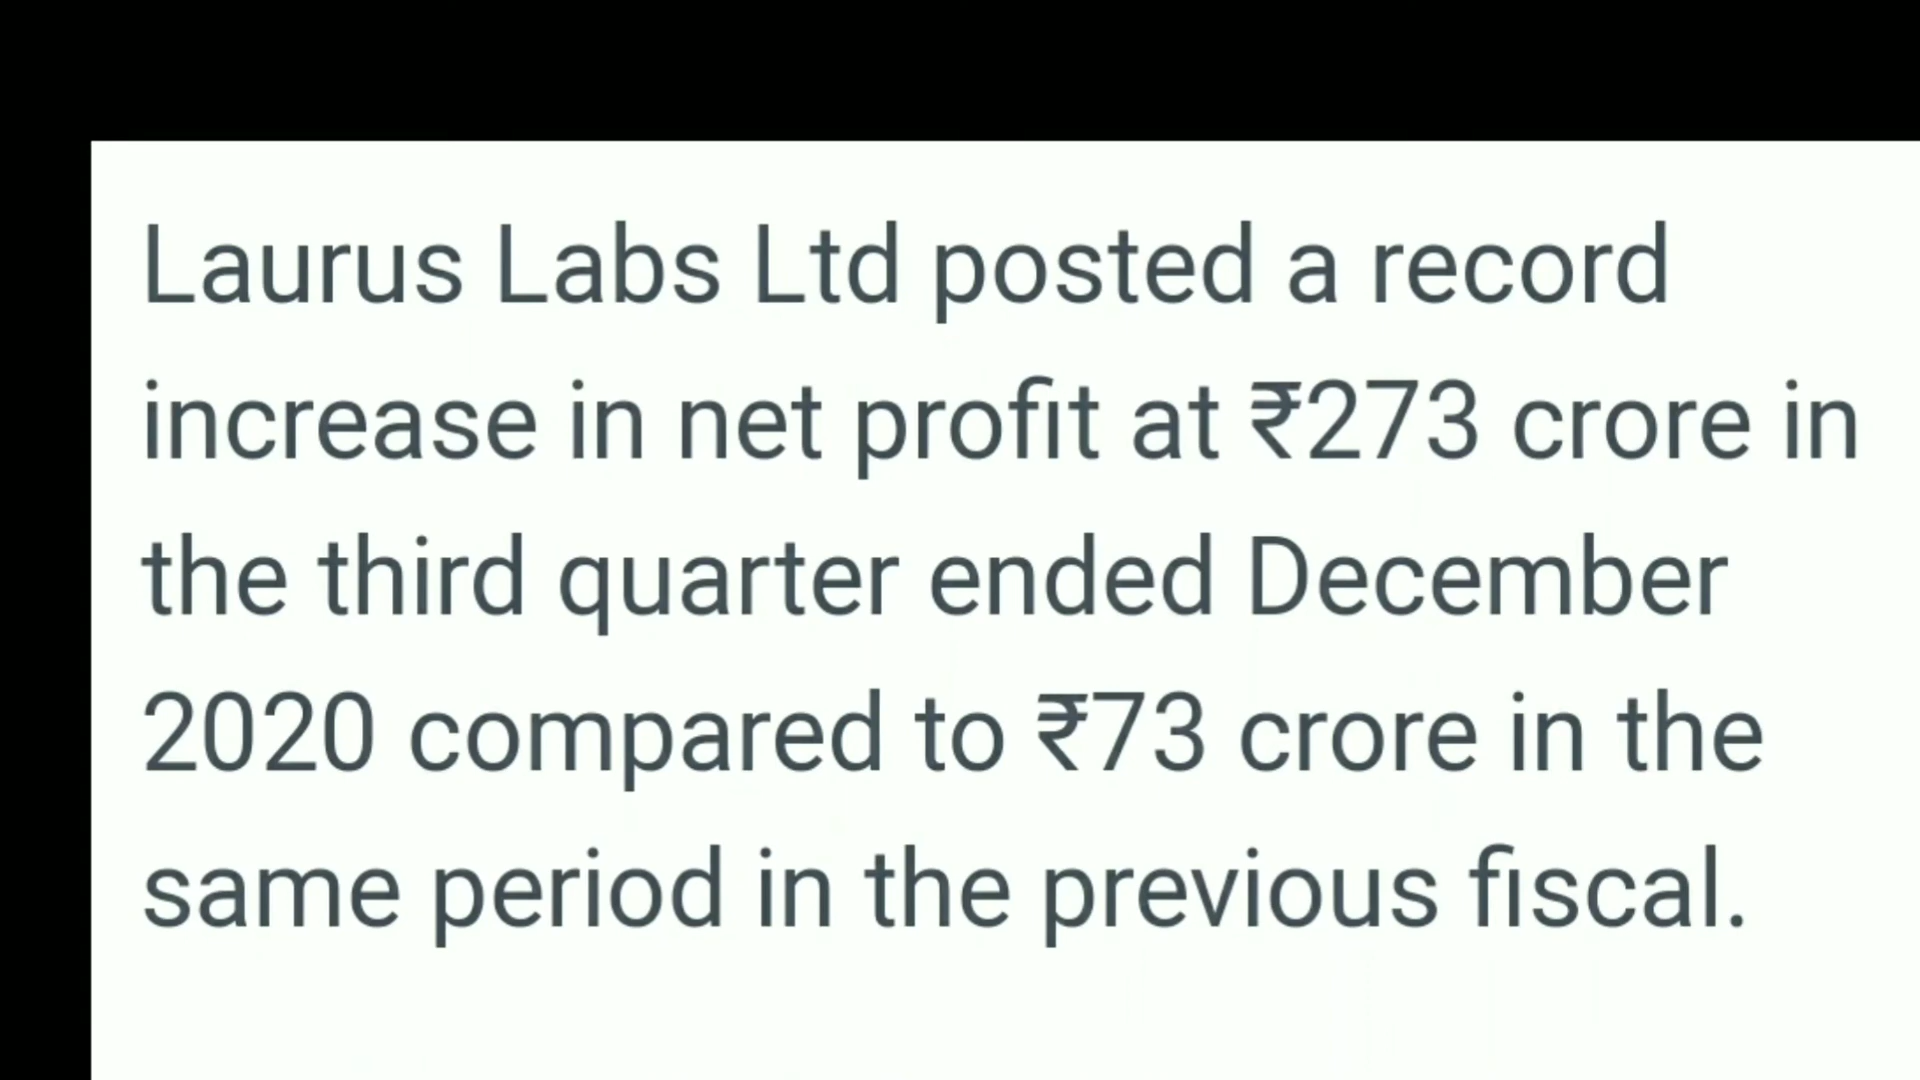 Laurus Labs Ltd posted a record
increase in net profit at ₹273 crore in
the third quarter ended December
2020 compared to ₹73 crore in the
same period in the previous fiscal.